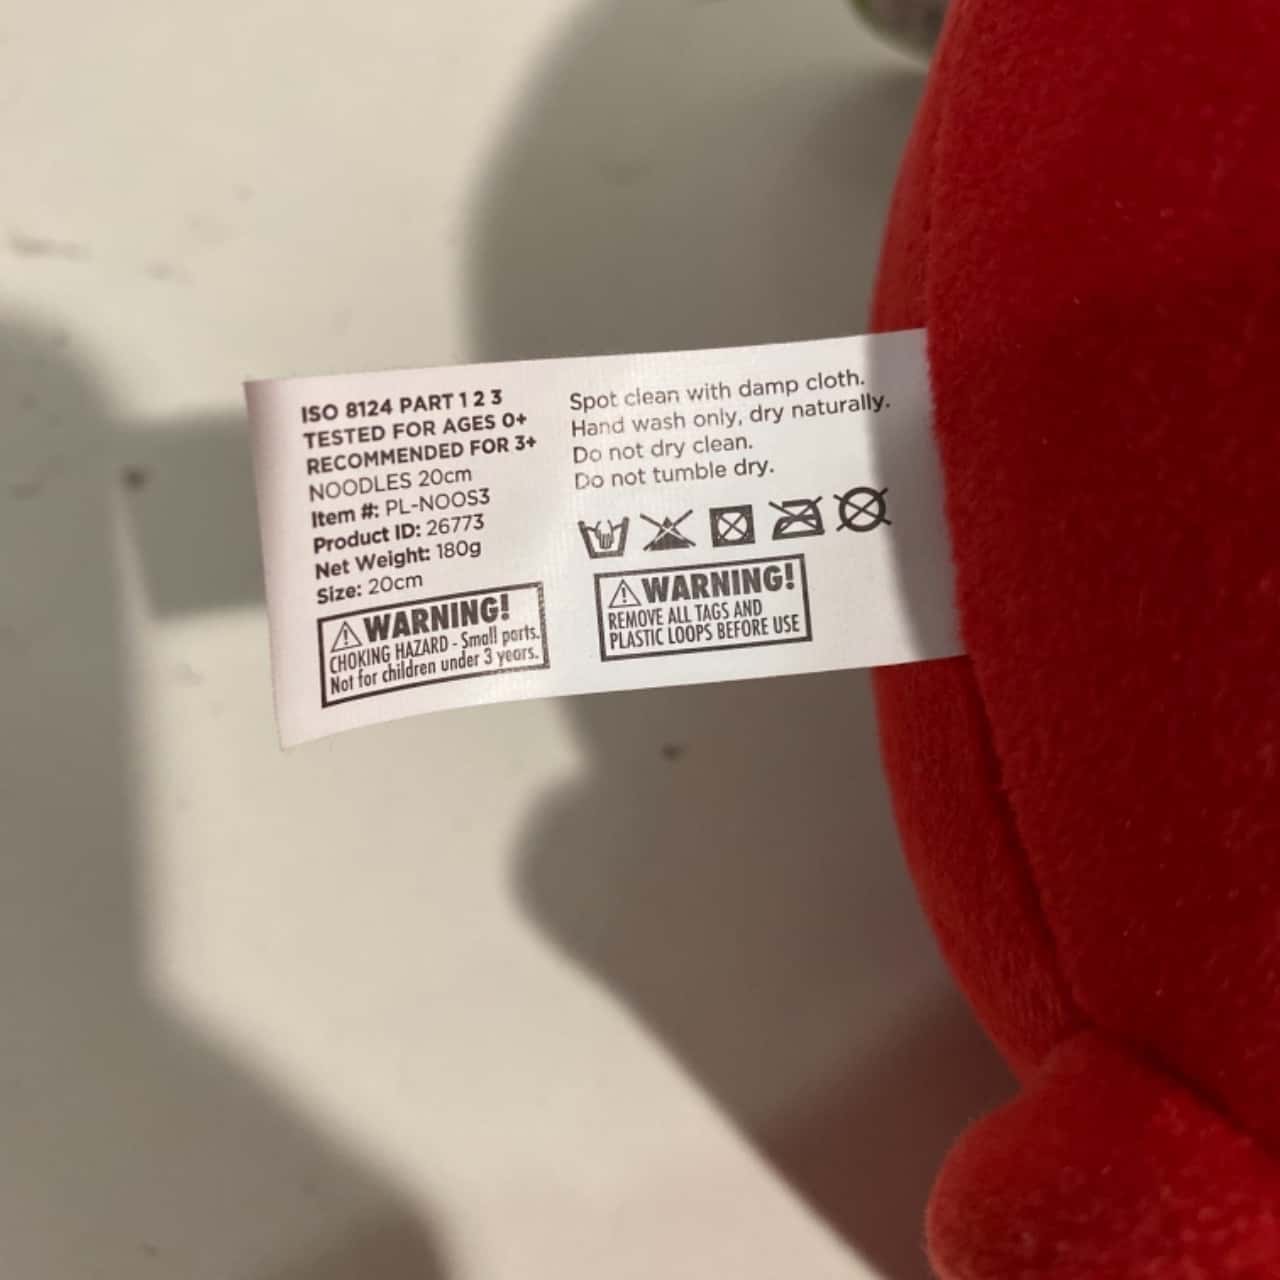 ISO 8124 PART 1 2 3
TESTED FOR AGES 0+
RECOMMENDED FOR 3+
NOODLES 20cm
Item #: PL-NOOS3
Product ID: 26773
Net Weight: 180g
Size: 20cm
WARNING!
CHOKING HAZARD - Small parts.
Not for children under 3 years.
Spot clean with damp cloth.
Hand wash only, dry naturally.
Do not dry clean.
Do not tumble dry.
WARNING!
REMOVE ALL TAGS AND
PLASTIC LOOPS BEFORE USE